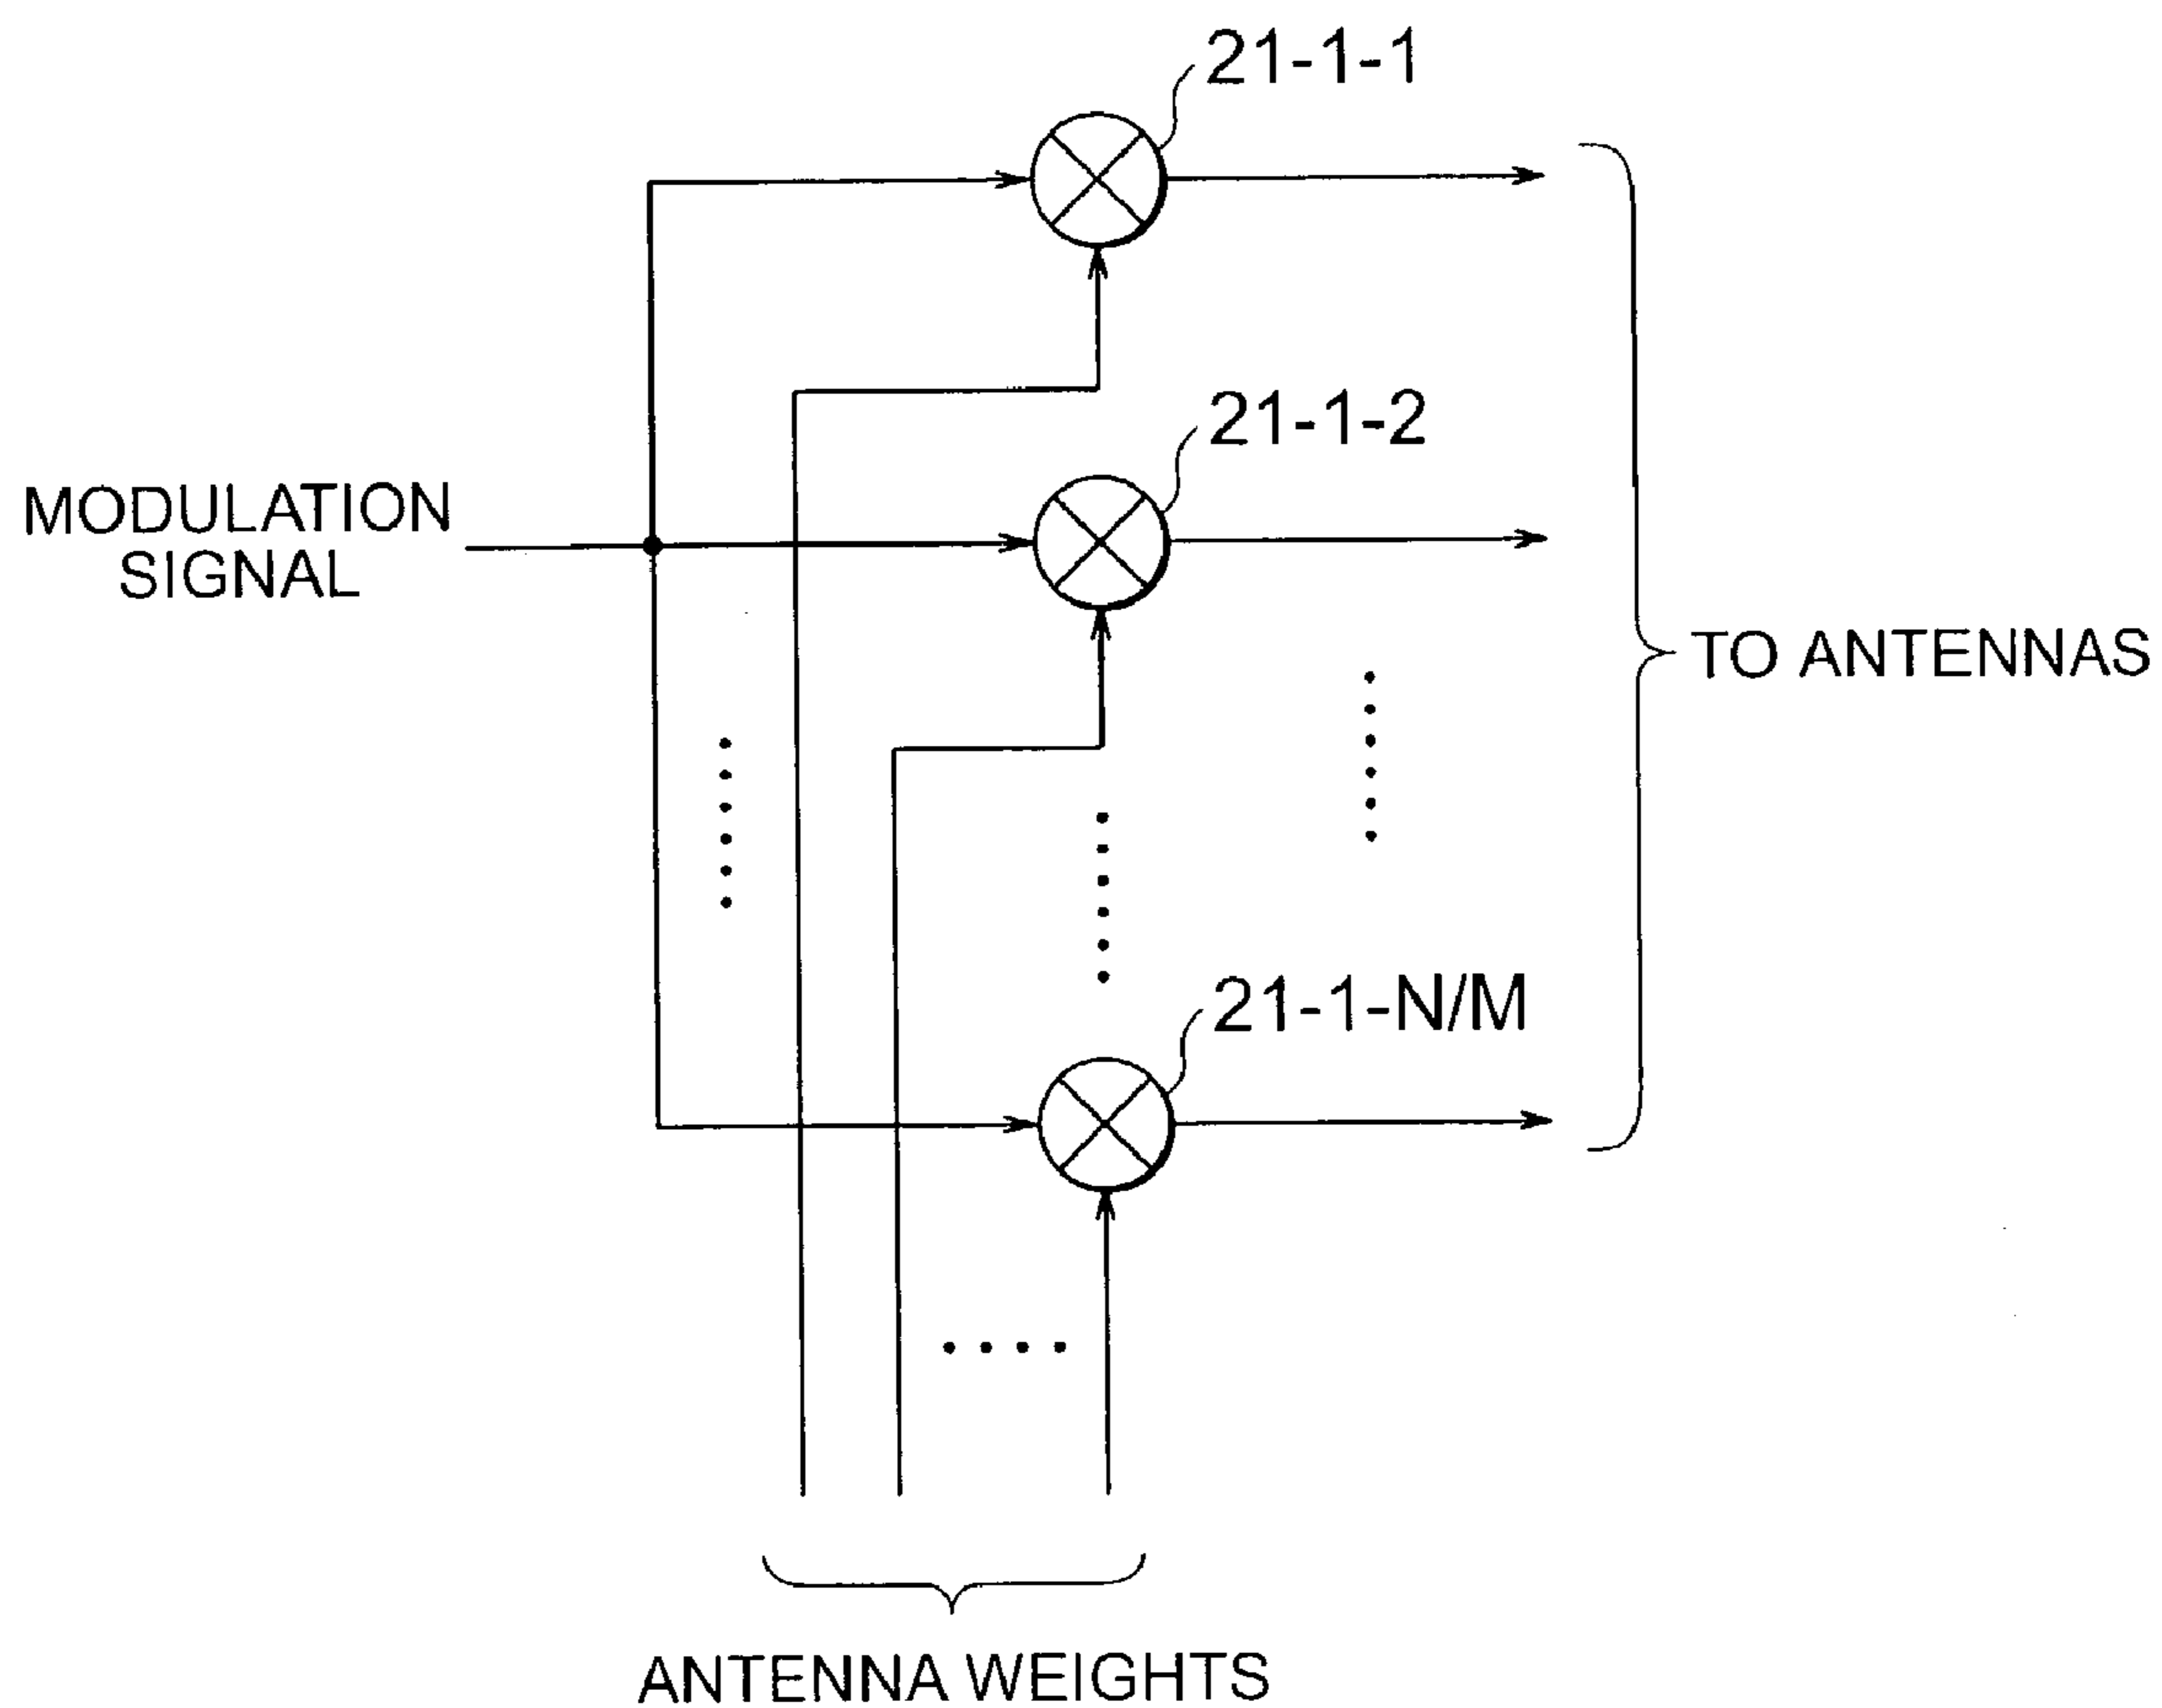 21-1-1
21-1-2
MODULATION
SIGNAL
TO ANTENNAS
21-1-N/M
ANTENNA WEIGHTS